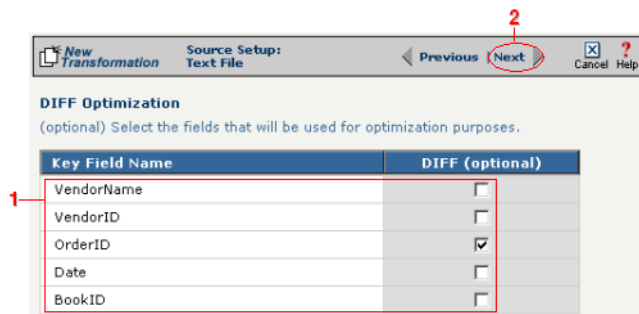 2
New Transformation
Source Setup: Text File
Previous
Next
Cancel
Help
DIFF Optimization
(optional) Select the fields that will be used for optimization purposes.
Key Field Name DIFF (optional)
1
VendorName
VendorID
OrderID
Date
BookID